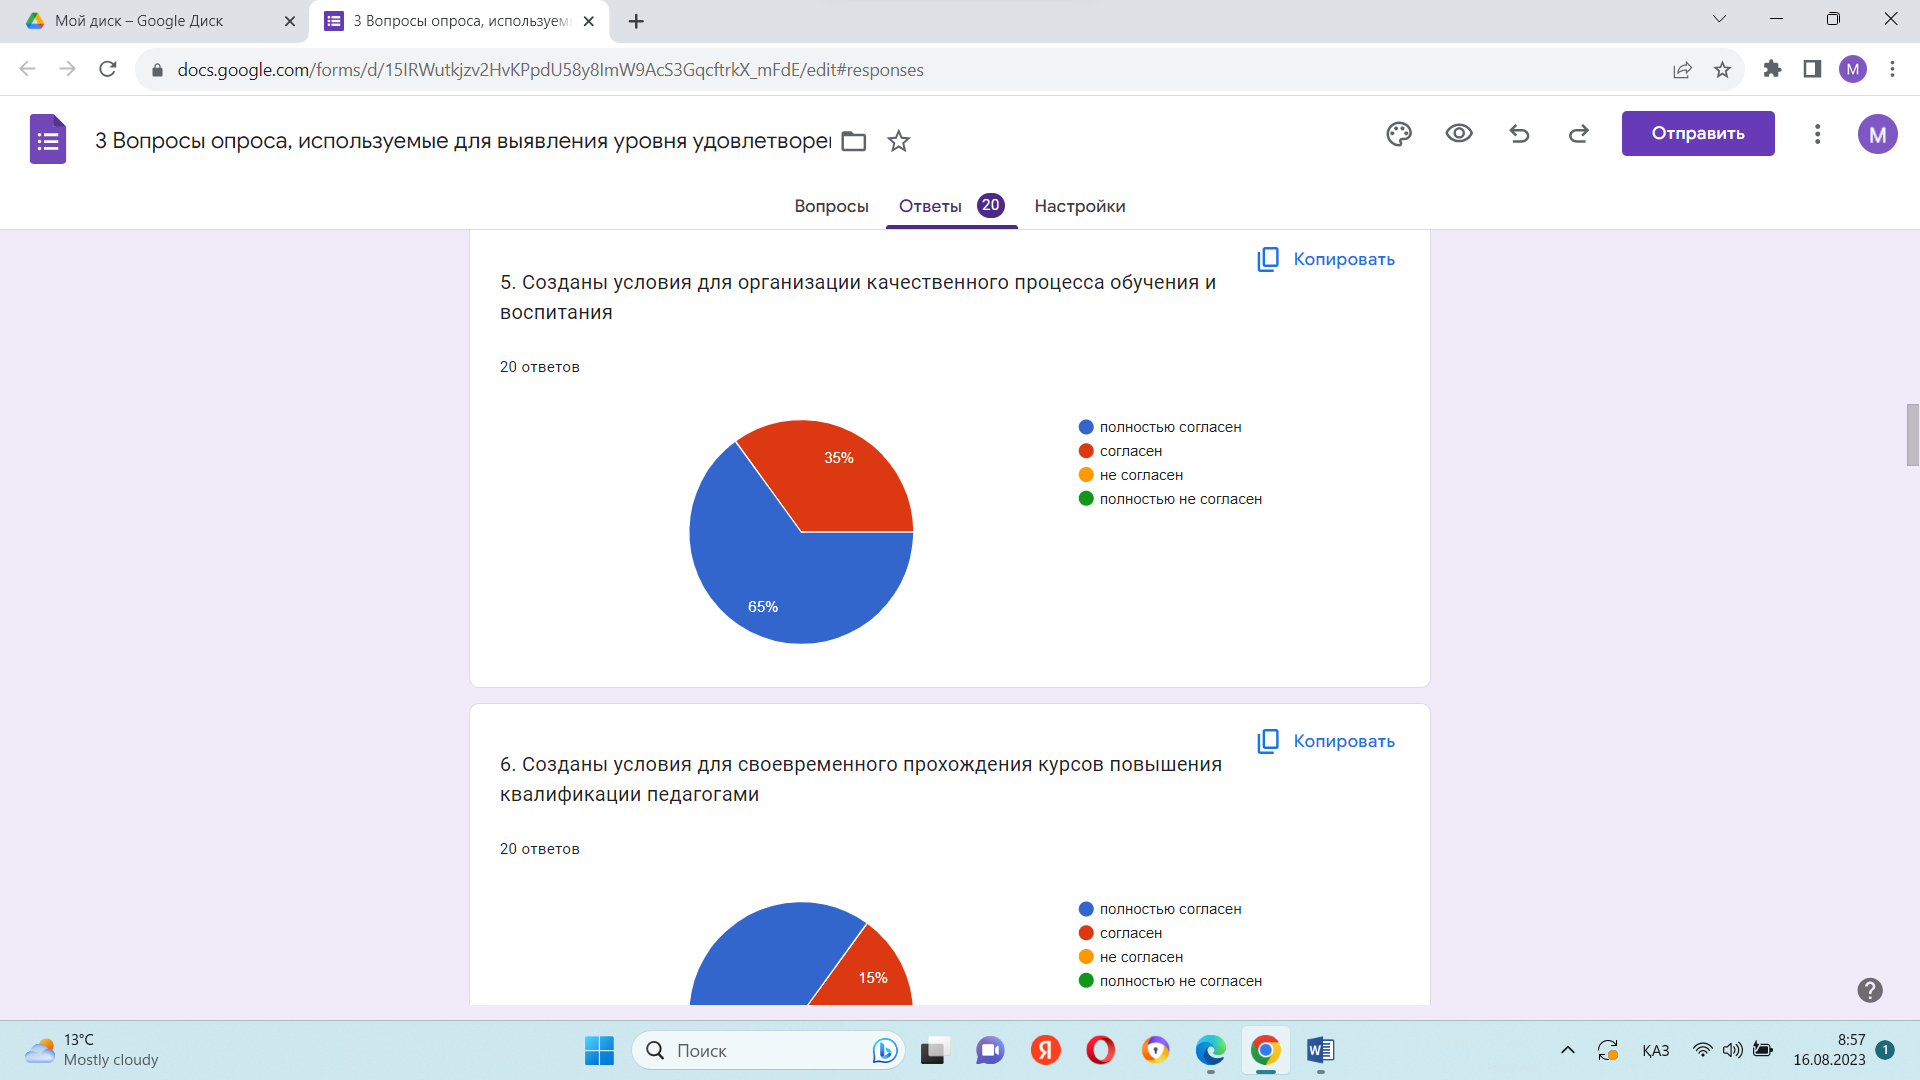 Мой диск – Google Диск
3 Вопросы опроса, используем
docs.google.com/forms/d/15IRWutkjzv2HvKPpdU58y8ImW9AcS3GqcftrkX_mFdE/edit#responses
M
3 Вопросы опроса, используемые для выявления уровня удовлетворен
Отправить
M
Вопросы
Ответы 20
Настройки
Копировать
5. Созданы условия для организации качественного процесса обучения и
воспитания
20 ответов
полностью согласен
согласен
не согласен
полностью не согласен
35%
65%
Копировать
6. Созданы условия для своевременного прохождения курсов повышения
квалификации педагогами
20 ответов
полностью согласен
согласен
не согласен
полностью не согласен
15%
13°C
Mostly cloudy
Поиск
ҚАЗ
8:57
16.08.2023
1